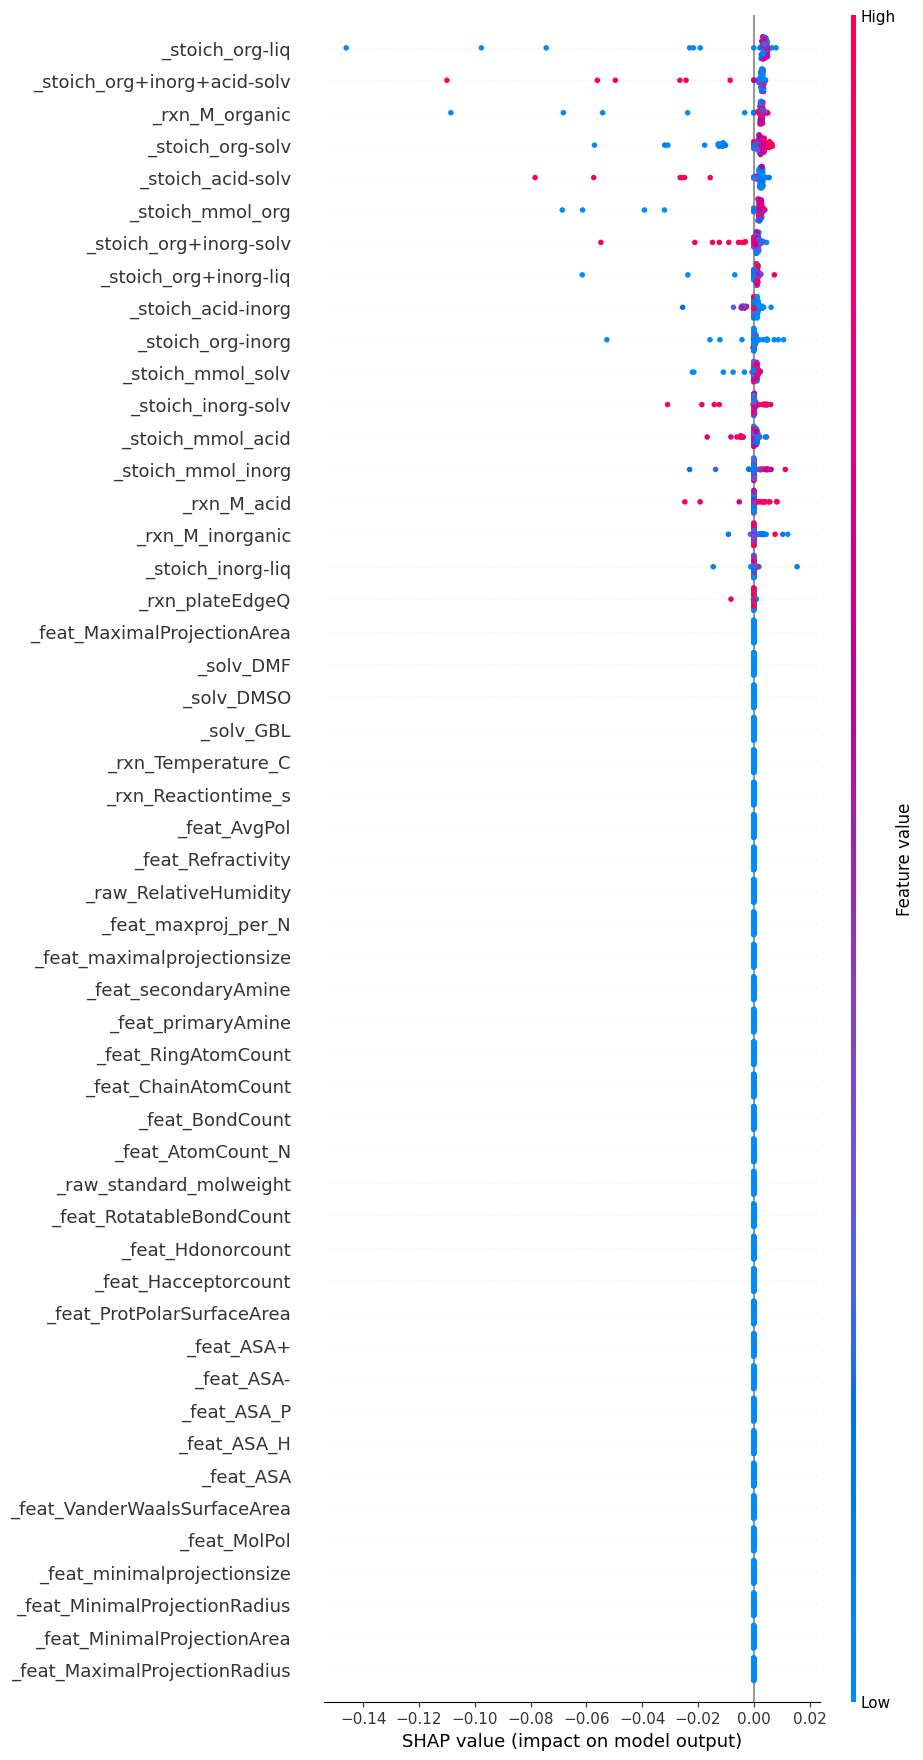 High
_stoich_org-liq
_stoich_org+inorg+acid-solv
_rxn_M_organic
_stoich_org-solv
_stoich_acid-solv
_stoich_mmol_org
_stoich_org+inorg-solv
_stoich_org+inorg-liq
_stoich_acid-inorg
_stoich_org-inorg
_stoich_mmol_solv
_stoich_inorg-solv
_stoich_mmol_acid
_stoich_mmol_inorg
_rxn_M_acid
_rxn_M_inorganic
_stoich_inorg-liq
_rxn_plateEdgeQ
_feat_MaximalProjectionArea
_solv_DMF
_solv_DMSO
_solv_GBL
_rxn_Temperature_C
_rxn_Reactiontime_s
_feat_AvgPol
_feat_Refractivity
_raw_RelativeHumidity
_feat_maxproj_per_N
_feat_maximalprojectionsize
_feat_secondaryAmine
_feat_primaryAmine
_feat_RingAtomCount
_feat_ChainAtomCount
_feat_BondCount
_feat_AtomCount_N
_raw_standard_molweight
_feat_RotatableBondCount
_feat_Hdonorcount
_feat_Hacceptorcount
_feat_ProtPolarSurfaceArea
_feat_ASA+
_feat_ASA-
_feat_ASA_P
_feat_ASA_H
_feat_ASA
_feat_VanderWaalsSurfaceArea
_feat_MolPol
_feat_minimalprojectionsize
_feat_MinimalProjectionRadius
_feat_MinimalProjectionArea
_feat_MaximalProjectionRadius
Feature value
Low
−0.14 −0.12 −0.10 −0.08 −0.06 −0.04 −0.02 0.00 0.02
SHAP value (impact on model output)